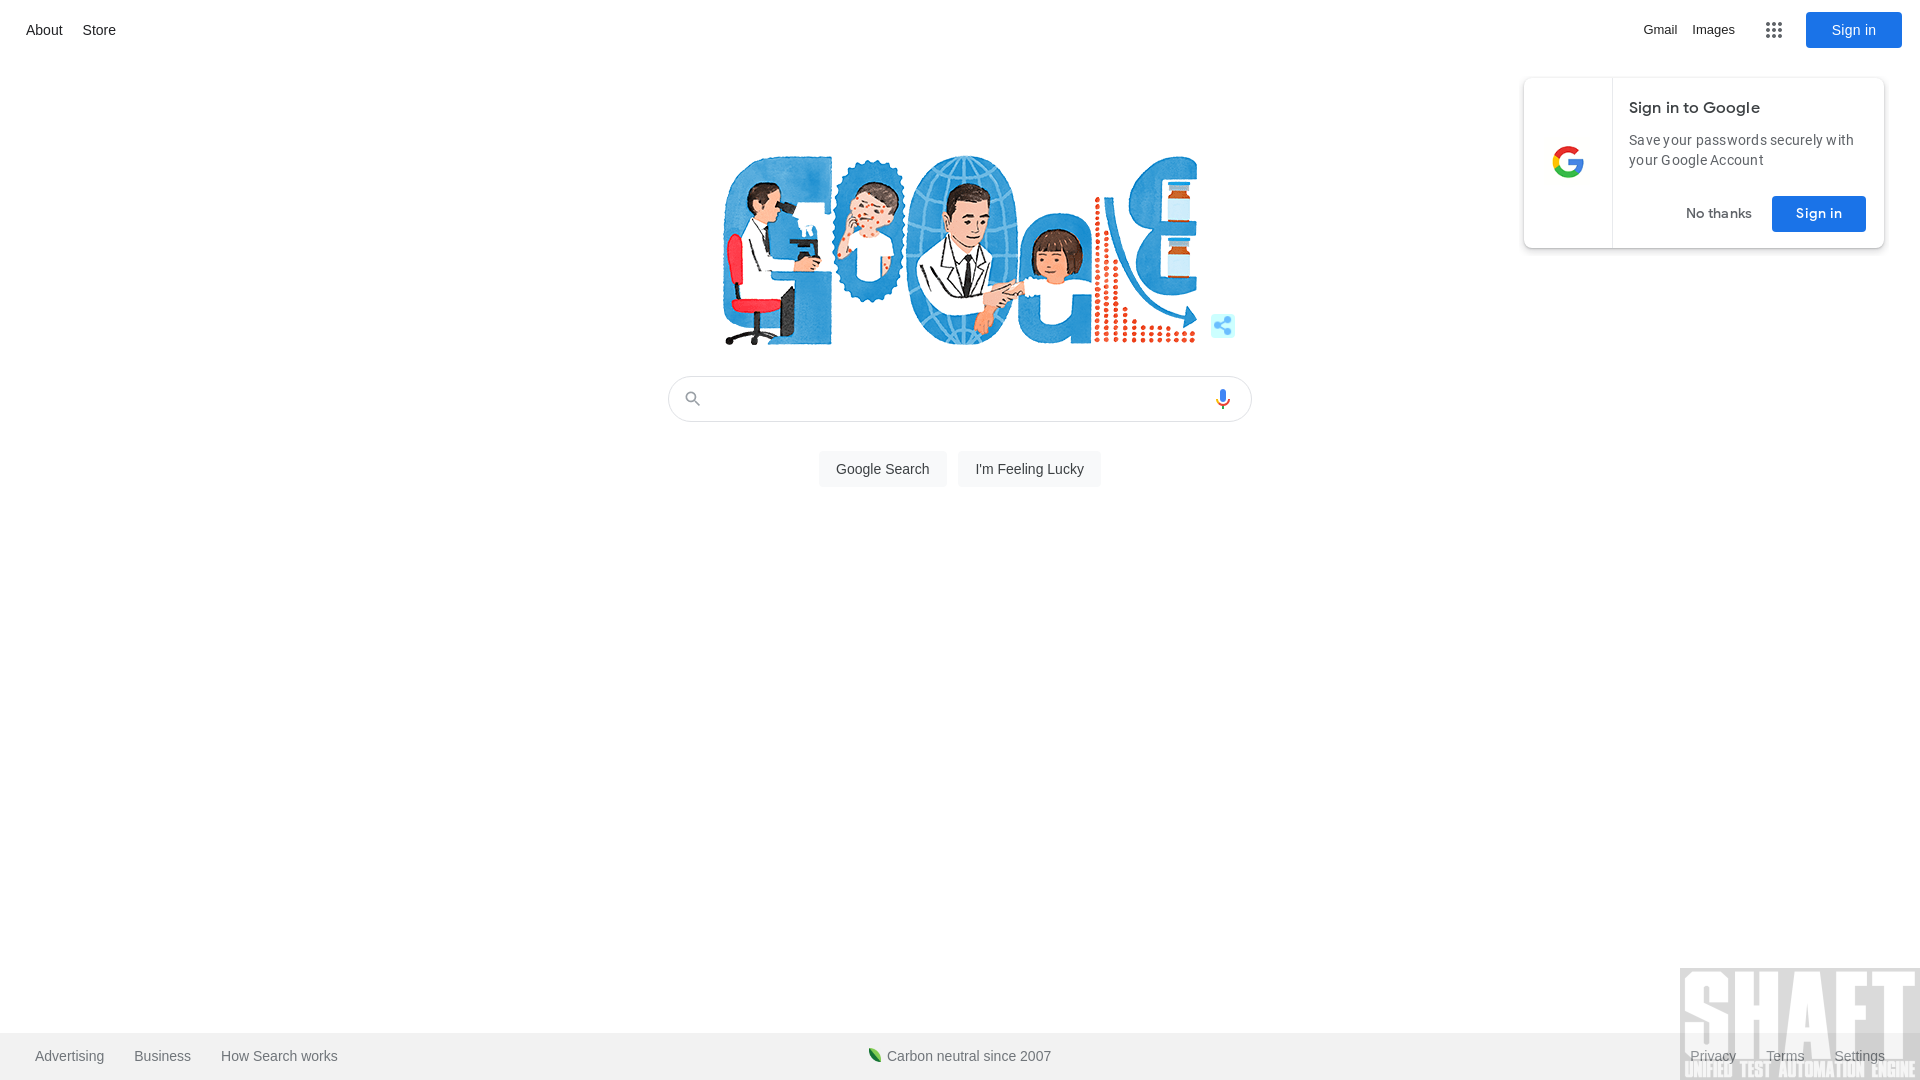 About Store
Gmail Images
Sign in
Sign in to Google
Save your passwords securely with
your Google Account
No thanks
Sign in
Google
Google Search
I'm Feeling Lucky
Advertising
Business
How Search works
Carbon neutral since 2007
Privacy
Terms
Settings
SHAFT
UNIFIED TEST AUTOMATION ENGINE